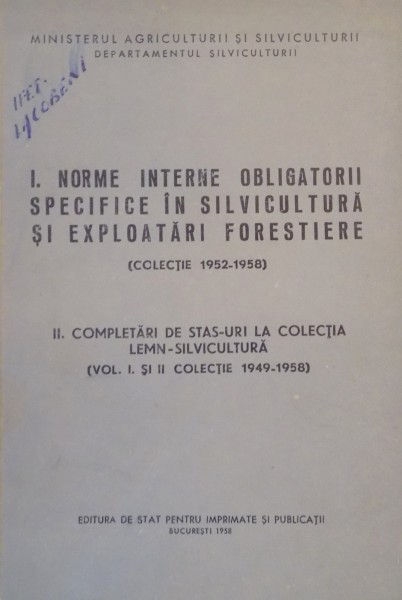 MINISTERUL AGRICULTURII ȘI SILVICULTURII
DEPARTAMENTUL SILVICULTURII
IFET.
IACOBENI
I. NORME INTERNE OBLIGATORII
SPECIFICE ÎN SILVICULTURĂ
ȘI EXPLOATĂRI FORESTIERE
(COLECȚIE 1952-1958)
II. COMPLETĂRI DE STAS-URI LA COLECȚIA
LEMN-SILVICULTURĂ
(VOL. I. ȘI II COLECȚIE 1949-1958)
EDITURA DE STAT PENTRU IMPRIMATE ȘI PUBLICAȚII
BUCUREȘTI 1958